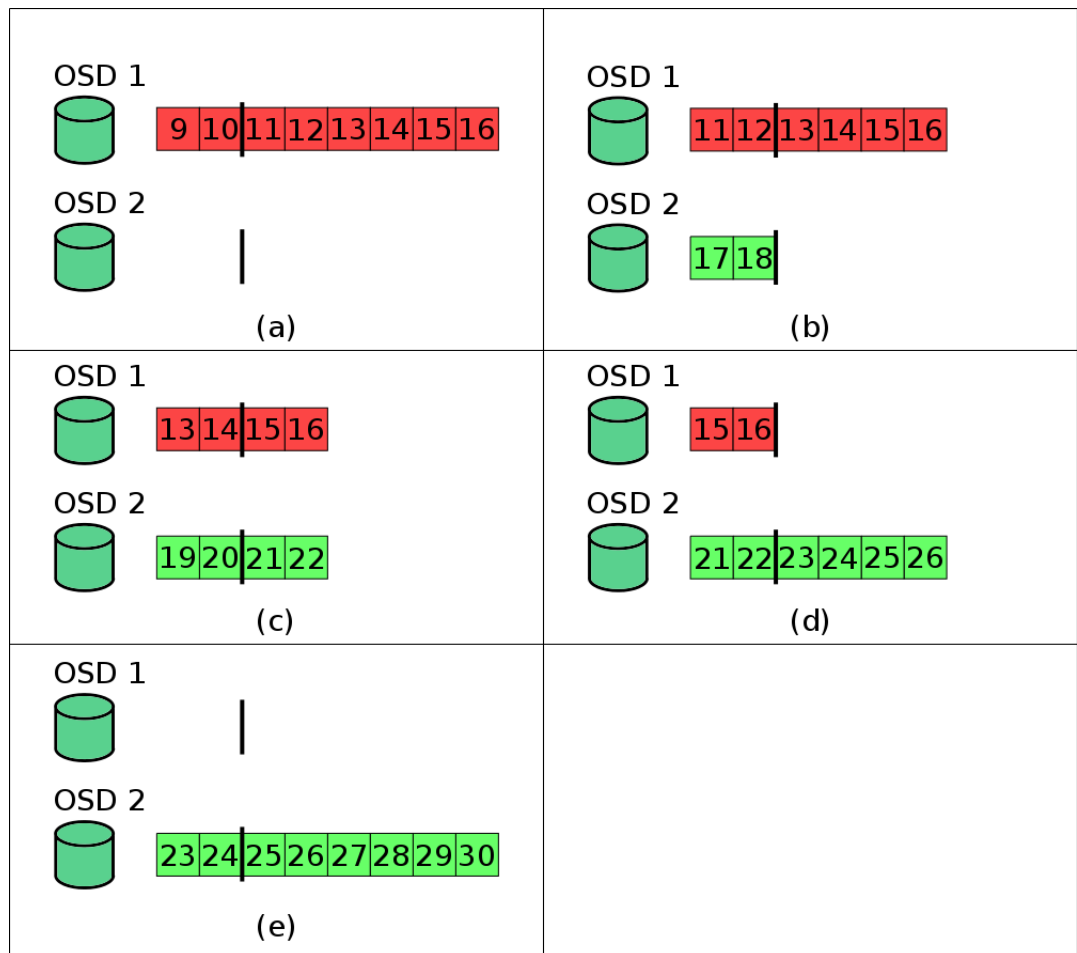 OSD 1
9 10 11 12 13 14 15 16
OSD 2
(a)
OSD 1
11 12 13 14 15 16
OSD 2
17 18
(b)
OSD 1
13 14 15 16
OSD 2
19 20 21 22
(c)
OSD 1
15 16
OSD 2
21 22 23 24 25 26
(d)
OSD 1
OSD 2
23 24 25 26 27 28 29 30
(e)